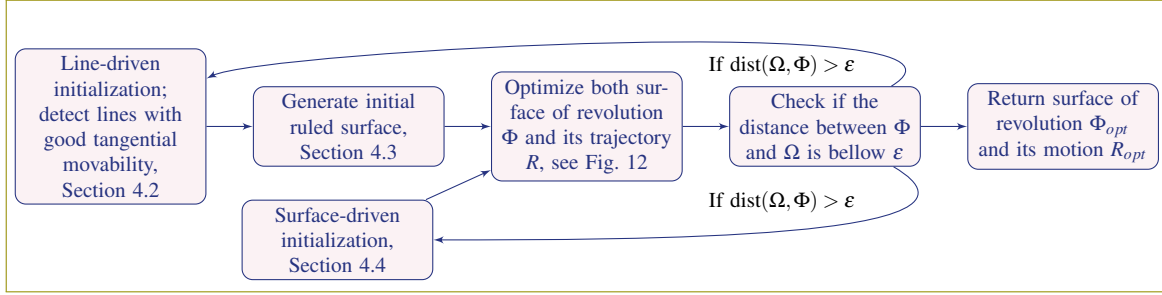 Line-driven
initialization;
detect lines with
good tangential
movability,
Section 4.2
Generate initial
ruled surface,
Section 4.3
Surface-driven
initialization,
Section 4.4
Optimize both sur-
face of revolution
Φ and its trajectory
R, see Fig. 12
If dist(Ω,Φ) > ε
Check if the
distance between Φ
and Ω is bellow ε
If dist(Ω,Φ) > ε
Return surface of
revolution Φ_opt
and its motion R_opt